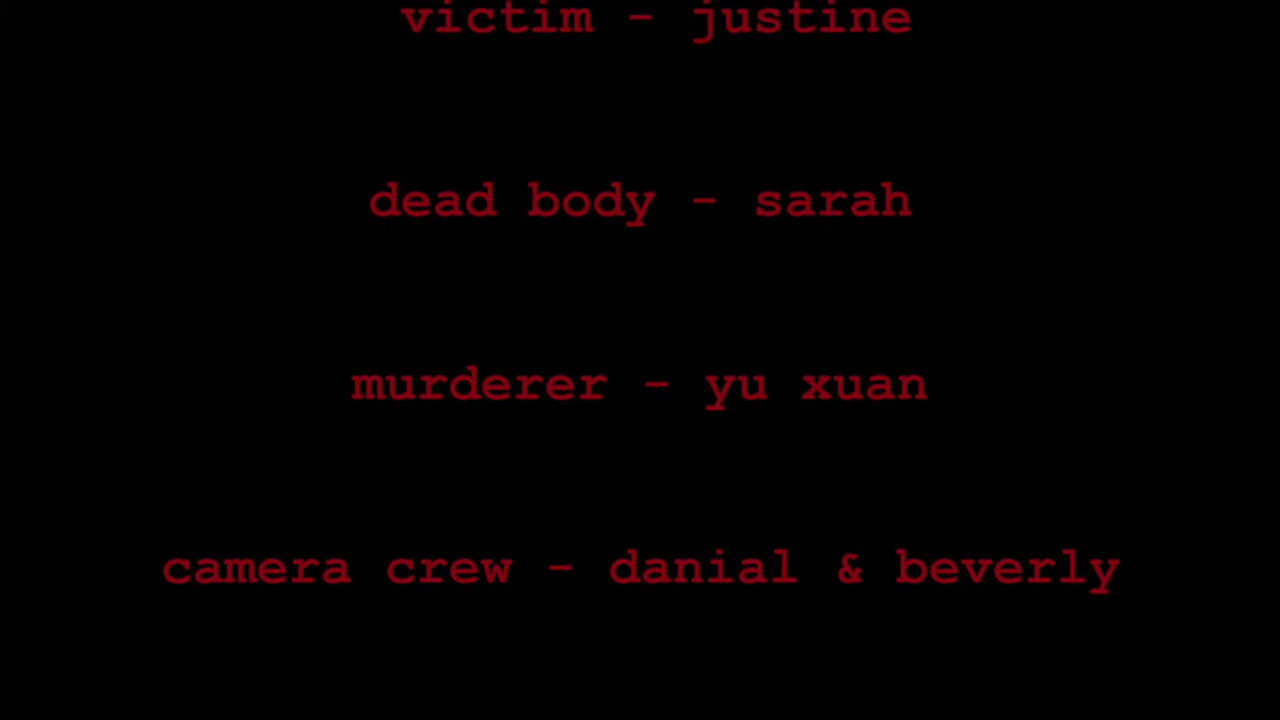 victim - justine
dead body - sarah
murderer - yu xuan
camera crew - danial & beverly